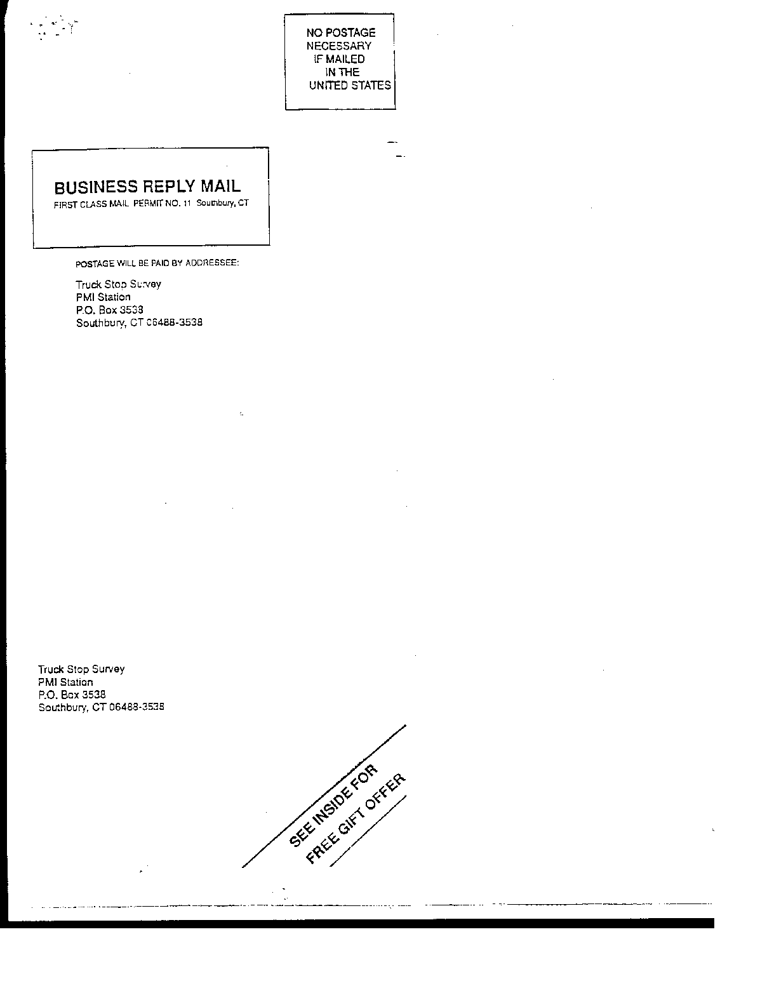 NO POSTAGE
NECESSARY
IF MAILED
IN THE
UNITED STATES
BUSINESS REPLY MAIL
FIRST CLASS MAIL PERMIT NO. 11 Southbury, CT
POSTAGE WILL BE PAID BY ADDRESSEE:
Truck Stop Survey
PMI Station
P.O. Box 3538
Southbury, CT 06488-3538
Truck Stop Survey
PMI Station
P.O. Box 3538
Southbury, CT 06488-3538
SEE INSIDE FOR
FREE GIFT OFFER